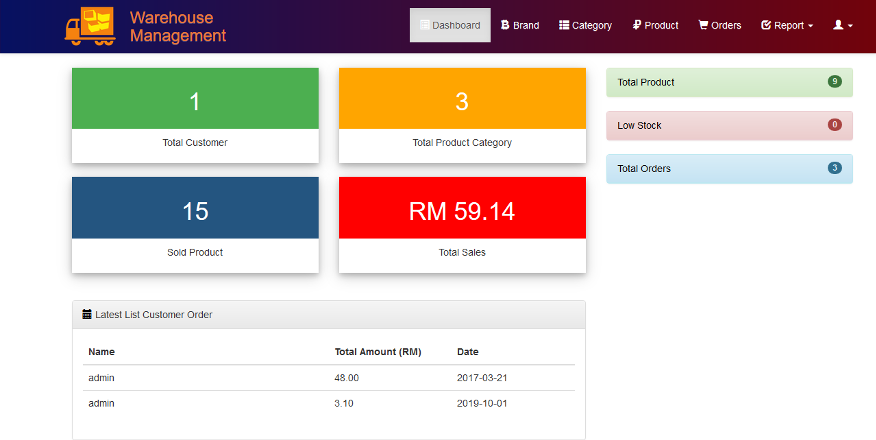 Warehouse
Management
Dashboard Brand Category Product Orders Report
1
Total Customer
3
Total Product Category
Total Product 9
Low Stock 0
Total Orders 3
15
Sold Product
RM 59.14
Total Sales
Latest List Customer Order
Name Total Amount (RM) Date
admin 48.00 2017-03-21
admin 3.10 2019-10-01